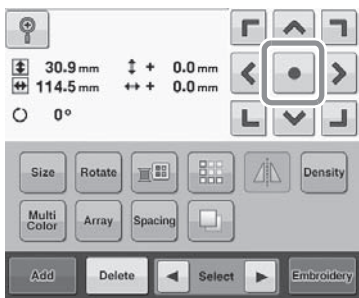 30.9 mm + 0.0 mm
114.5 mm + 0.0 mm
0°
Size Rotate Density
Multi Color Array Spacing
Add Delete Select Embroidery